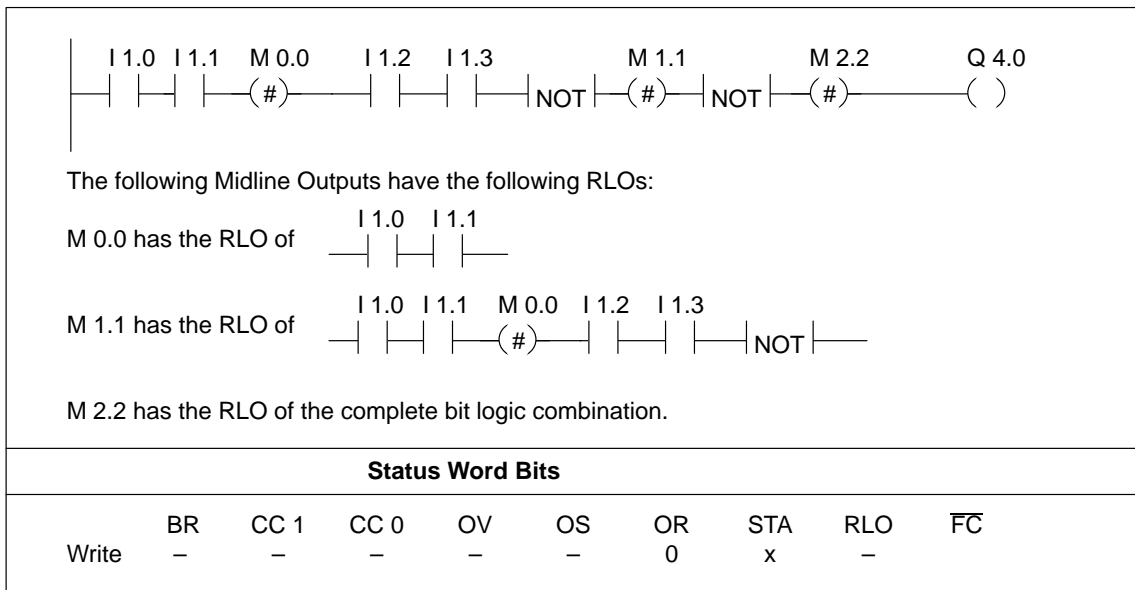 I 1.0 I 1.1 M 0.0 I 1.2 I 1.3 M 1.1 M 2.2 Q 4.0
(#) NOT (#) NOT (#) ( )
The following Midline Outputs have the following RLOs:
I 1.0 I 1.1
M 0.0 has the RLO of
I 1.0 I 1.1 M 0.0 I 1.2 I 1.3
M 1.1 has the RLO of (#) NOT
M 2.2 has the RLO of the complete bit logic combination.
Status Word Bits
BR CC 1 CC 0 OV OS OR STA RLO F̅C̅
Write – – – – – 0 x –